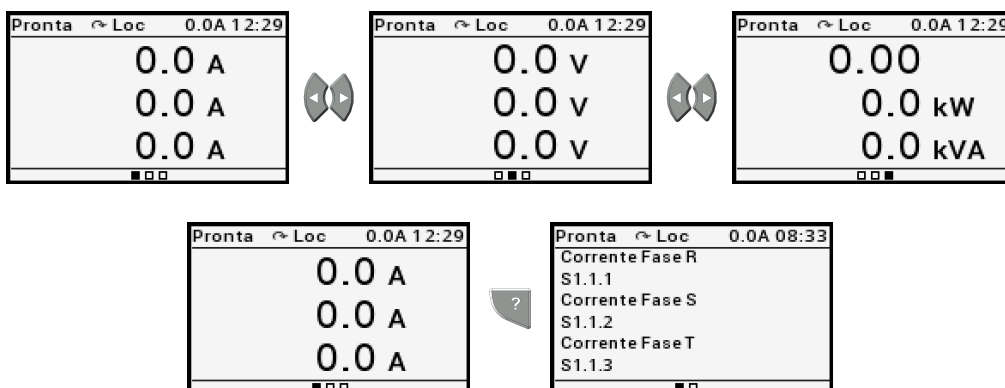 Pronta Loc 0.0A 12:29
0.0 A
0.0 A
0.0 A
Pronta Loc 0.0A 12:29
0.0 V
0.0 V
0.0 V
Pronta Loc 0.0A 12:29
0.00
0.0 kW
0.0 kVA
Pronta Loc 0.0A 12:29
0.0 A
0.0 A
0.0 A
?
Pronta Loc 0.0A 08:33
Corrente Fase R
S1.1.1
Corrente Fase S
S1.1.2
Corrente Fase T
S1.1.3